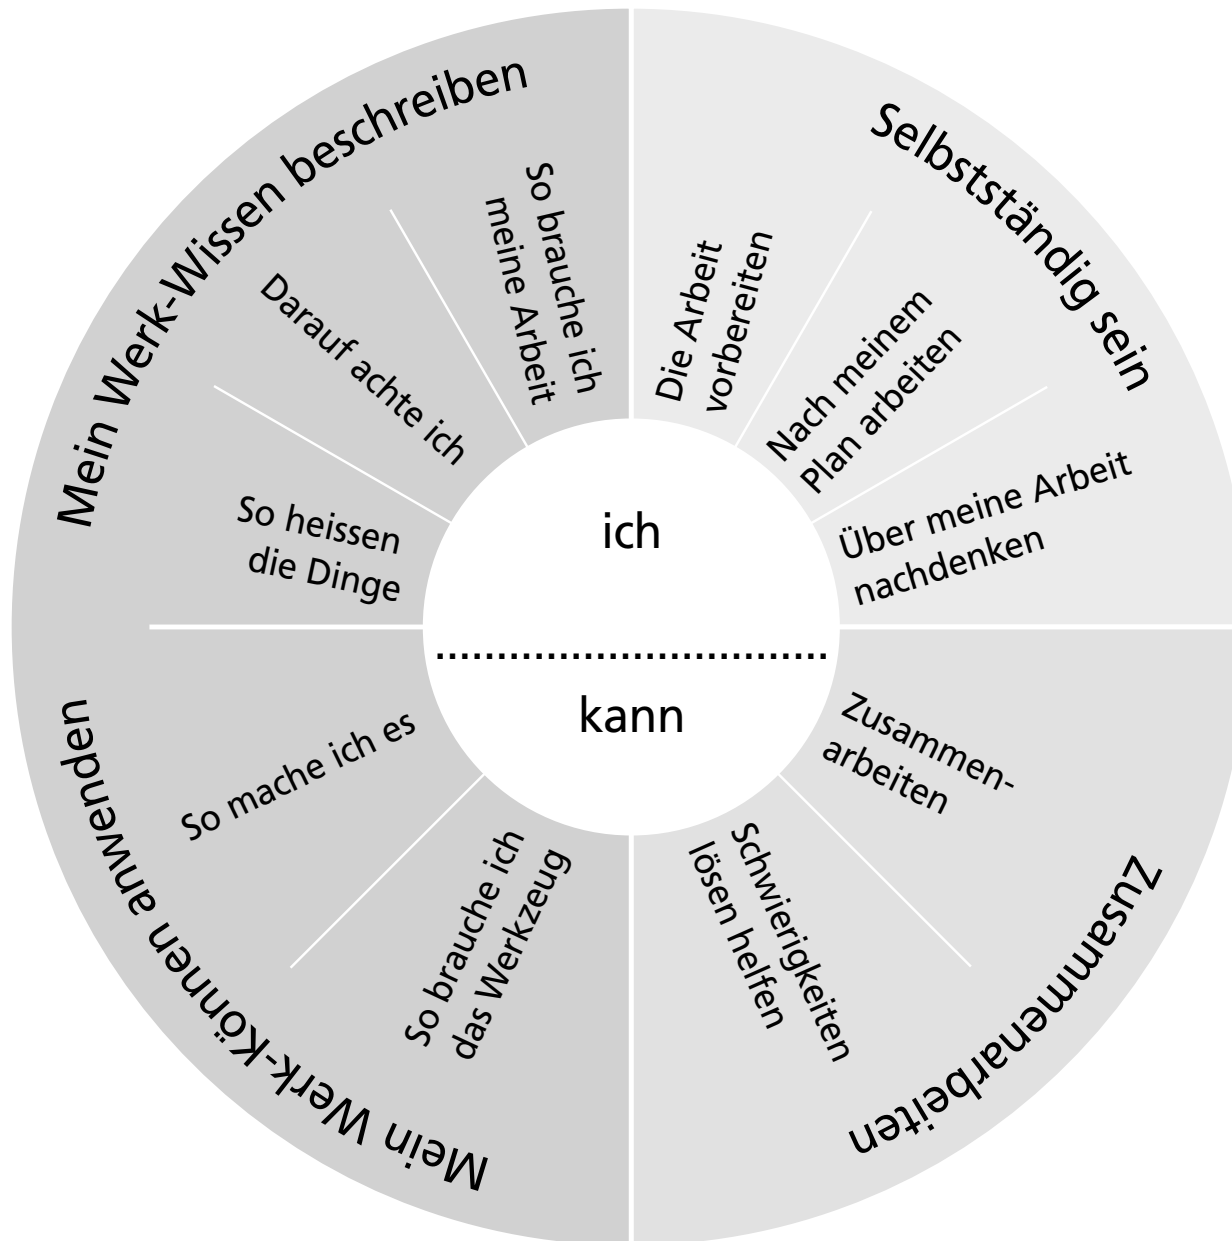 Mein Werk-Wissen beschreiben
So brauche ich
meine Arbeit
Darauf achte ich
So heissen
die Dinge
Selbstständig sein
Die Arbeit
vorbereiten
Nach meinem
Plan arbeiten
Über meine Arbeit
nachdenken
ich
................................
kann
Mein Werk-Können anwenden
So mache ich es
So brauche ich
das Werkzeug
Zusammenarbeiten
Zusammen-
arbeiten
Schwierigkeiten
lösen helfen